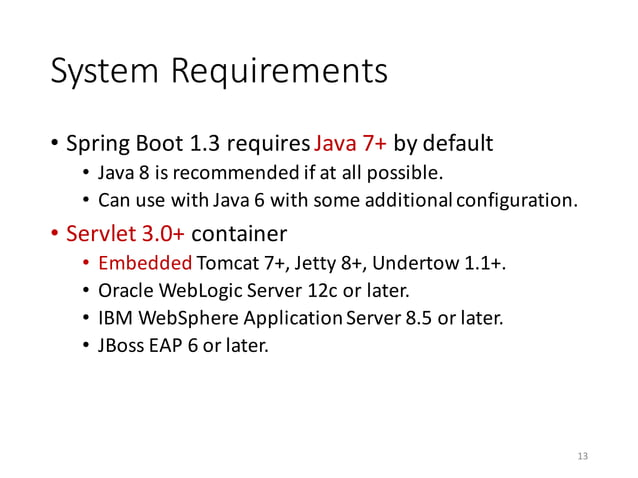 System Requirements
• Spring Boot 1.3 requires Java 7+ by default
• Java 8 is recommended if at all possible.
• Can use with Java 6 with some additional configuration.
• Servlet 3.0+ container
• Embedded Tomcat 7+, Jetty 8+, Undertow 1.1+.
• Oracle WebLogic Server 12c or later.
• IBM WebSphere Application Server 8.5 or later.
• JBoss EAP 6 or later.
13